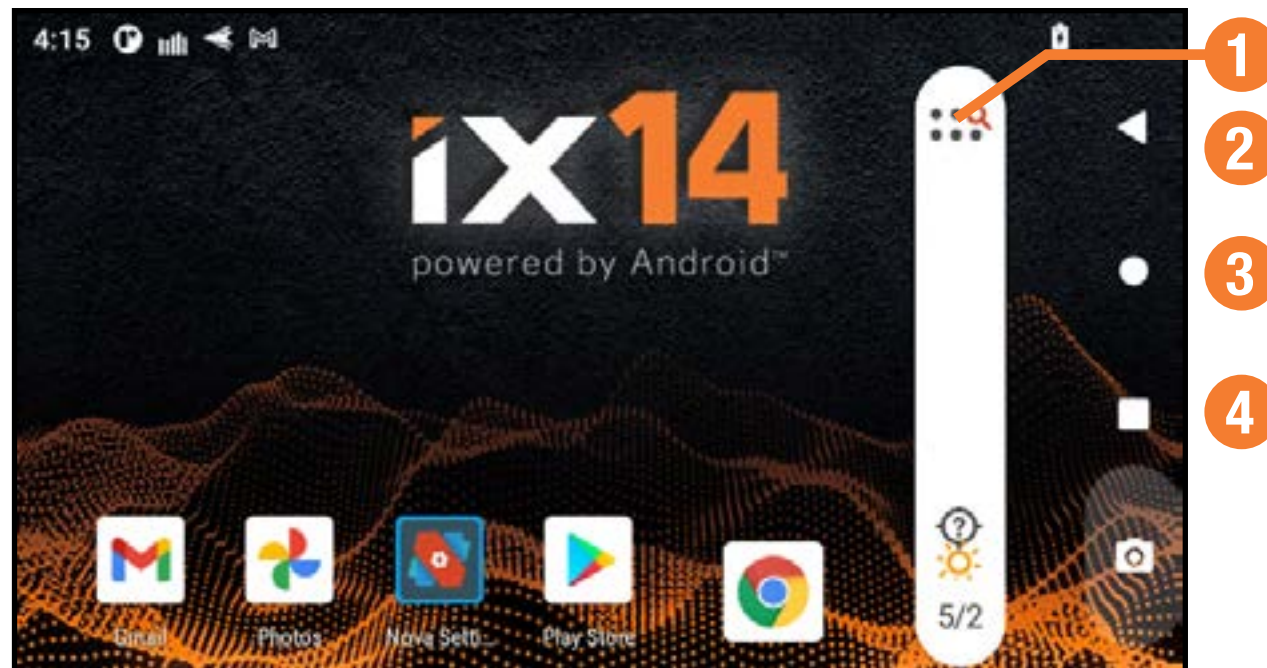 4:15
1
iX14
2
powered by Android™
3
4
?
Gmail
Photos
Nova Setti...
Play Store
5/2